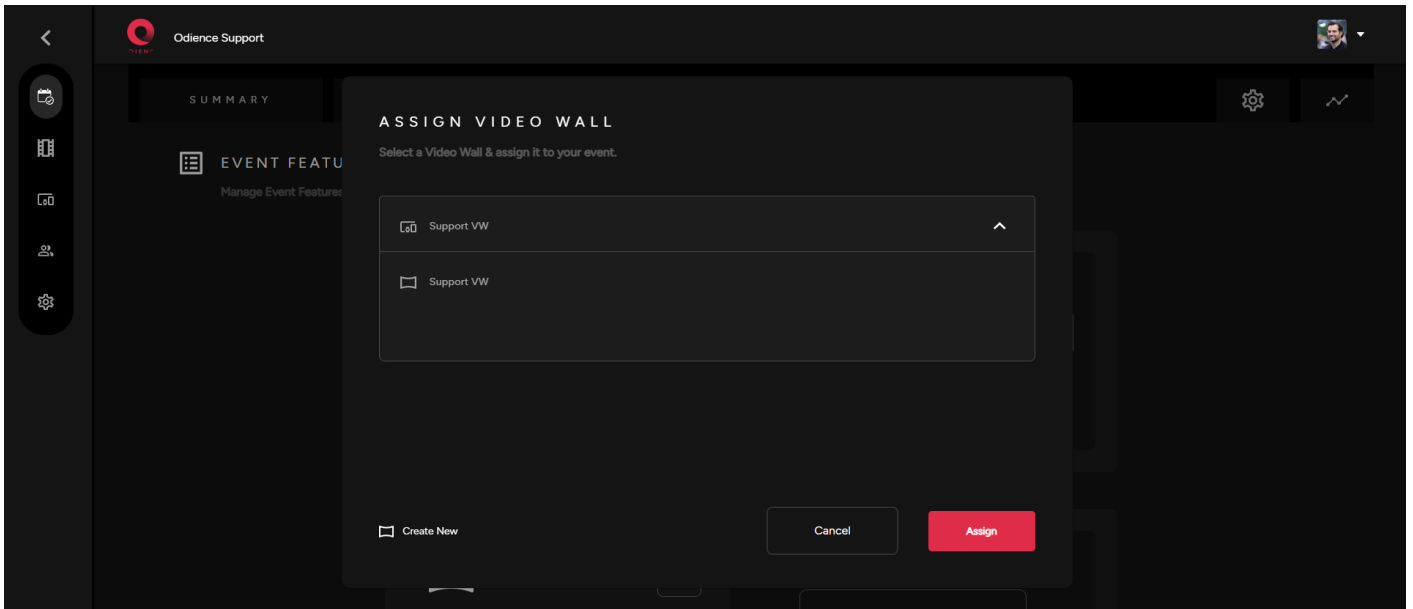 Odience Support
SUMMARY
ASSIGN VIDEO WALL
Select a Video Wall & assign it to your event.
EVENT FEATU
Manage Event Features
Support VW
Support VW
Create New
Cancel
Assign